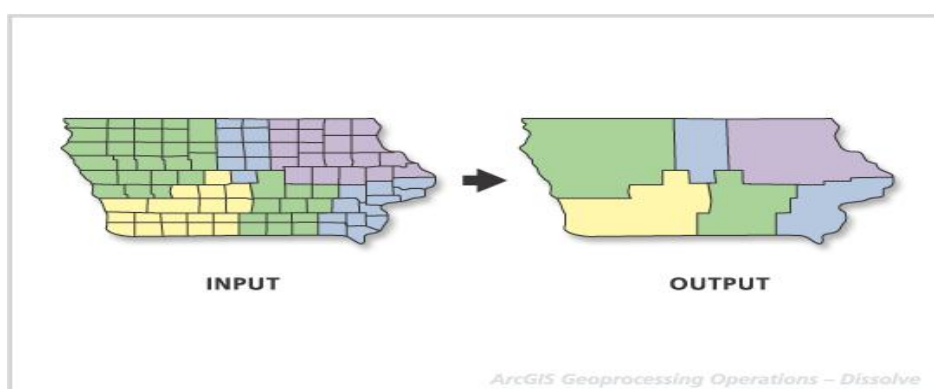 INPUT
OUTPUT
ArcGIS Geoprocessing Operations – Dissolve